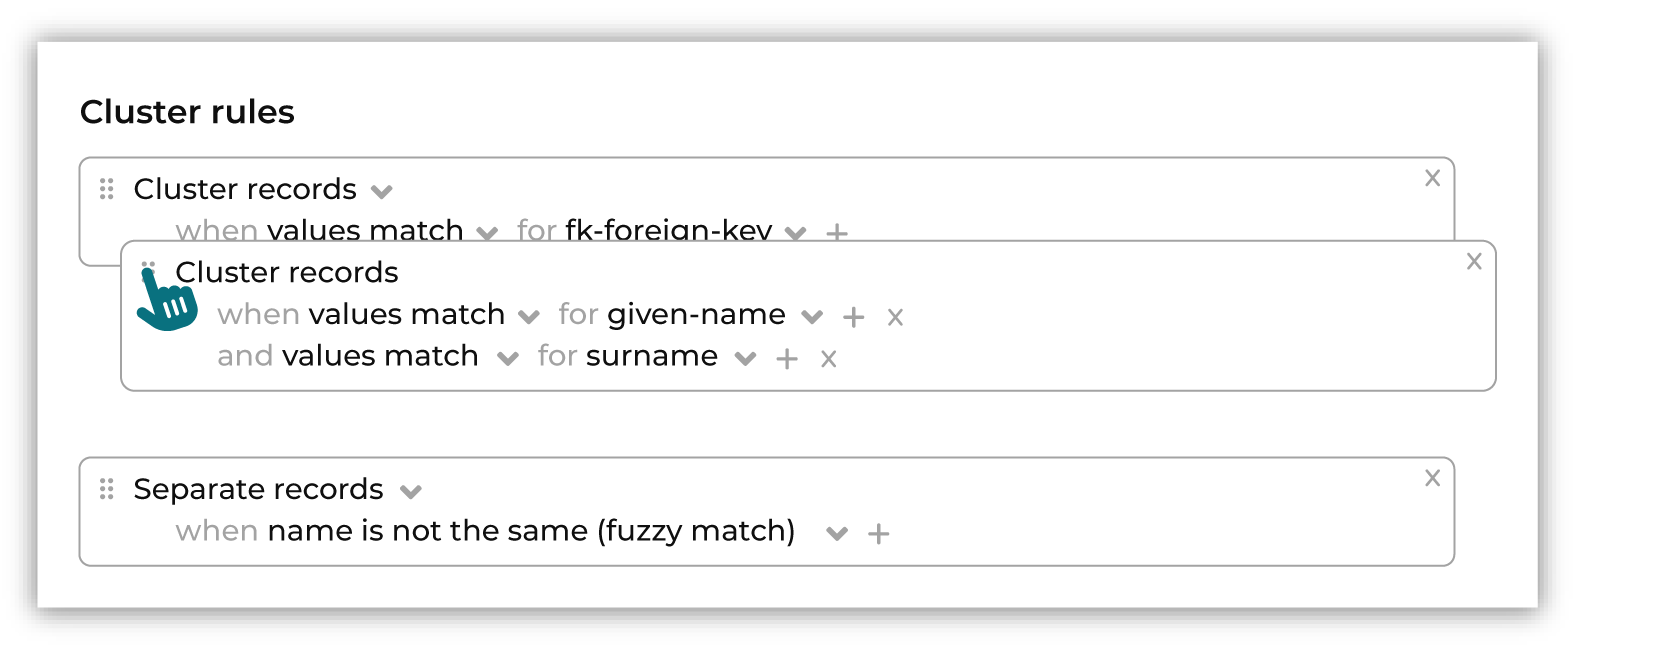 Cluster rules
Cluster records
when values match for fk-foreign-key +
Cluster records
when values match for given-name + x
and values match for surname + x
Separate records
when name is not the same (fuzzy match) +